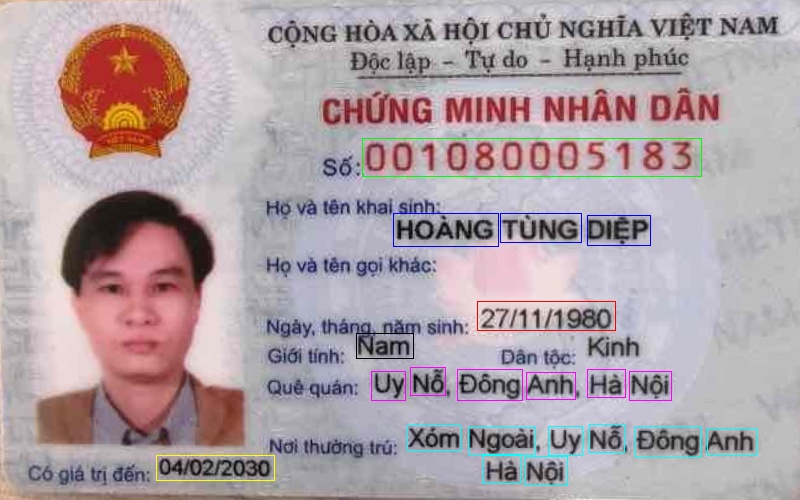 CỘNG HÒA XÃ HỘI CHỦ NGHĨA VIỆT NAM
Độc lập - Tự do - Hạnh phúc
CHỨNG MINH NHÂN DÂN
Số: 001080005183
Họ và tên khai sinh:
HOÀNG TÙNG DIỆP
Họ và tên gọi khác:
Ngày, tháng, năm sinh: 27/11/1980
Giới tính: Nam Dân tộc: Kinh
Quê quán: Uy Nỗ, Đông Anh, Hà Nội
Nơi thường trú: Xóm Ngoài, Uy Nỗ, Đông Anh
Hà Nội
Có giá trị đến: 04/02/2030